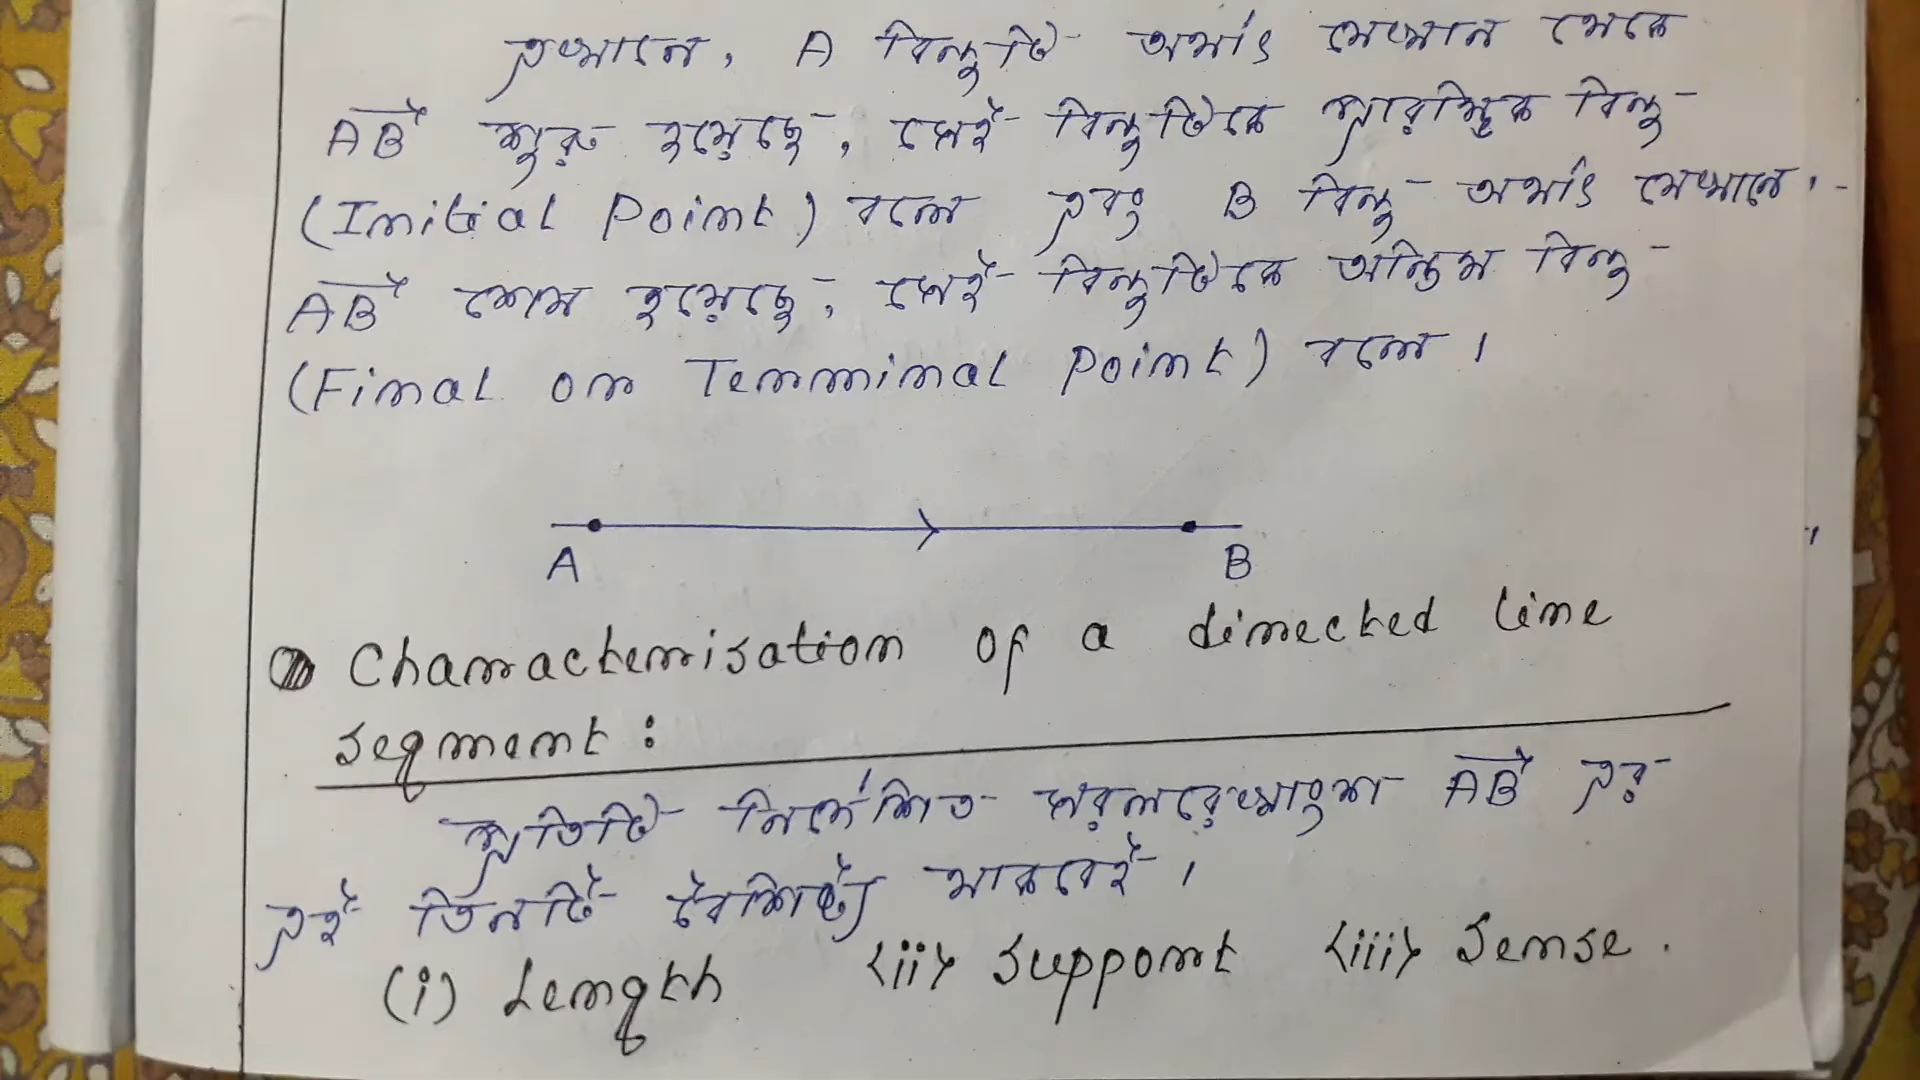 এখানে, A বিন্দুটি অর্থাৎ যেখান থেকে
AB→ শুরু হয়েছে, সেই বিন্দুটিকে প্রারম্ভিক বিন্দু
(Initial Point) বলে এবং B বিন্দু অর্থাৎ যেখানে
AB→ শেষ হয়েছে, সেই বিন্দুটিকে অন্তিম বিন্দু
(Final or Terminal Point) বলে।
A B
Characterisation of a directed line
segment:
প্রতিটি নির্দেশিত সরলরেখাংশ AB→ এর
এই তিনটি বৈশিষ্ট্য থাকবেই।
(i) Length <ii> Support <iii> Sense.